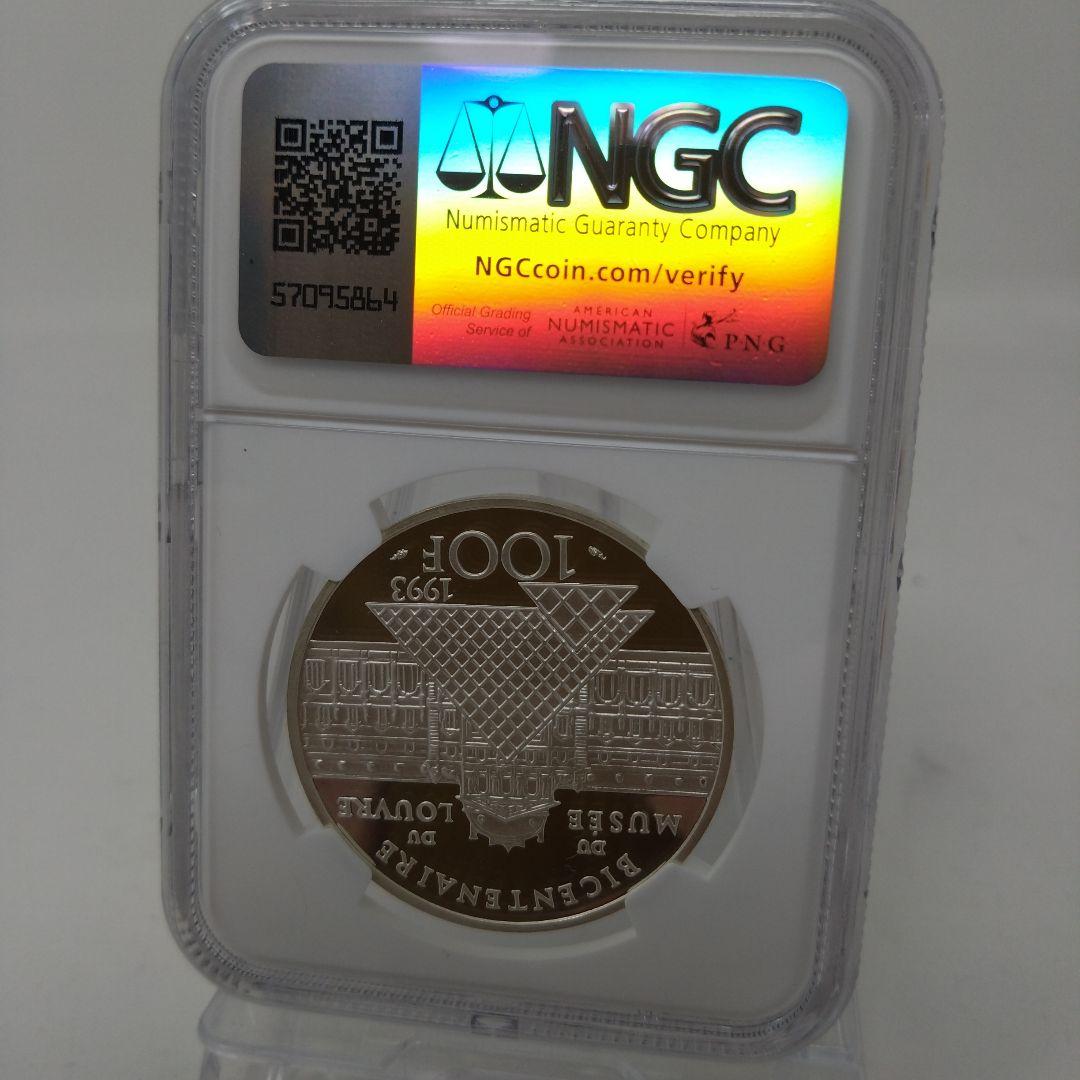 NGC
Numismatic Guaranty Company
NGCcoin.com/verify
Official Grading
Service of
AMERICAN
NUMISMATIC
ASSOCIATION
PNG
57095864
BICENTENAIRE
DU MUSÉE
DU LOUVRE
1993
100F